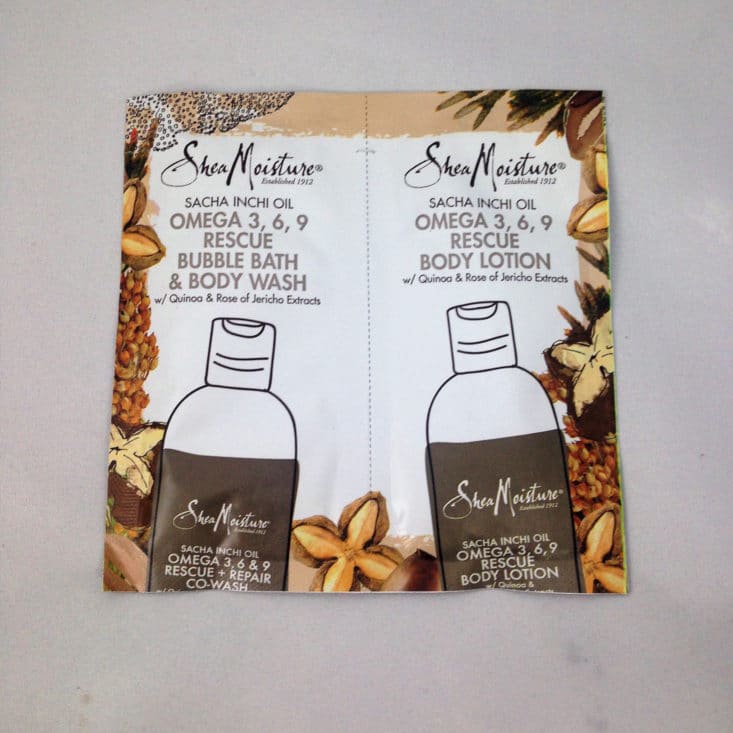 SheaMoisture®
Established 1912
SACHA INCHI OIL
OMEGA 3, 6, 9
RESCUE
BUBBLE BATH
& BODY WASH
w/ Quinoa & Rose of Jericho Extracts
SheaMoisture
Established 1912
SACHA INCHI OIL
OMEGA 3, 6 & 9
RESCUE + REPAIR
CO-WASH
SheaMoisture®
Established 1912
SACHA INCHI OIL
OMEGA 3, 6, 9
RESCUE
BODY LOTION
w/ Quinoa & Rose of Jericho Extracts
SheaMoisture®
Established 1912
SACHA INCHI OIL
OMEGA 3, 6, 9
RESCUE
BODY LOTION
w/ Quinoa &